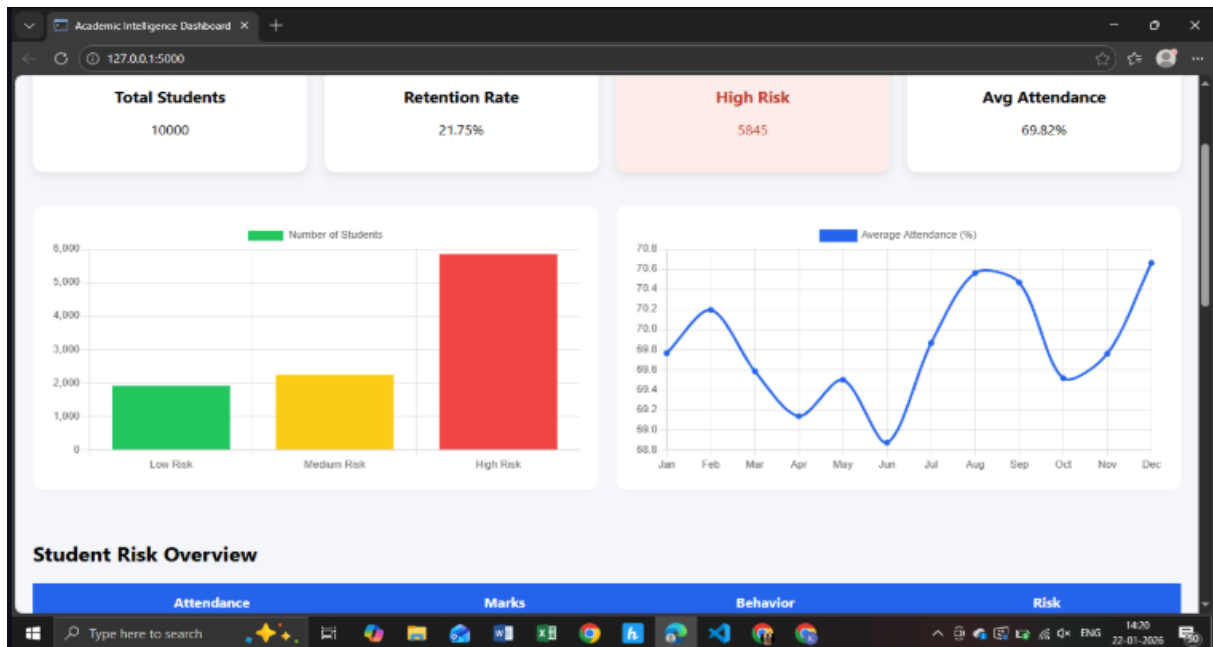 Academic Intelligence Dashboard
127.0.0.1:5000
Total Students
10000
Retention Rate
21.75%
High Risk
5845
Avg Attendance
69.82%
Number of Students
6,000
5,000
4,000
3,000
2,000
1,000
0
Low Risk Medium Risk High Risk
Average Attendance (%)
70.8
70.6
70.4
70.2
70.0
69.8
69.6
69.4
69.2
69.0
68.8
Jan Feb Mar Apr May Jun Jul Aug Sep Oct Nov Dec
Student Risk Overview
Attendance Marks Behavior Risk
Type here to search
ENG
14:20
22-01-2026